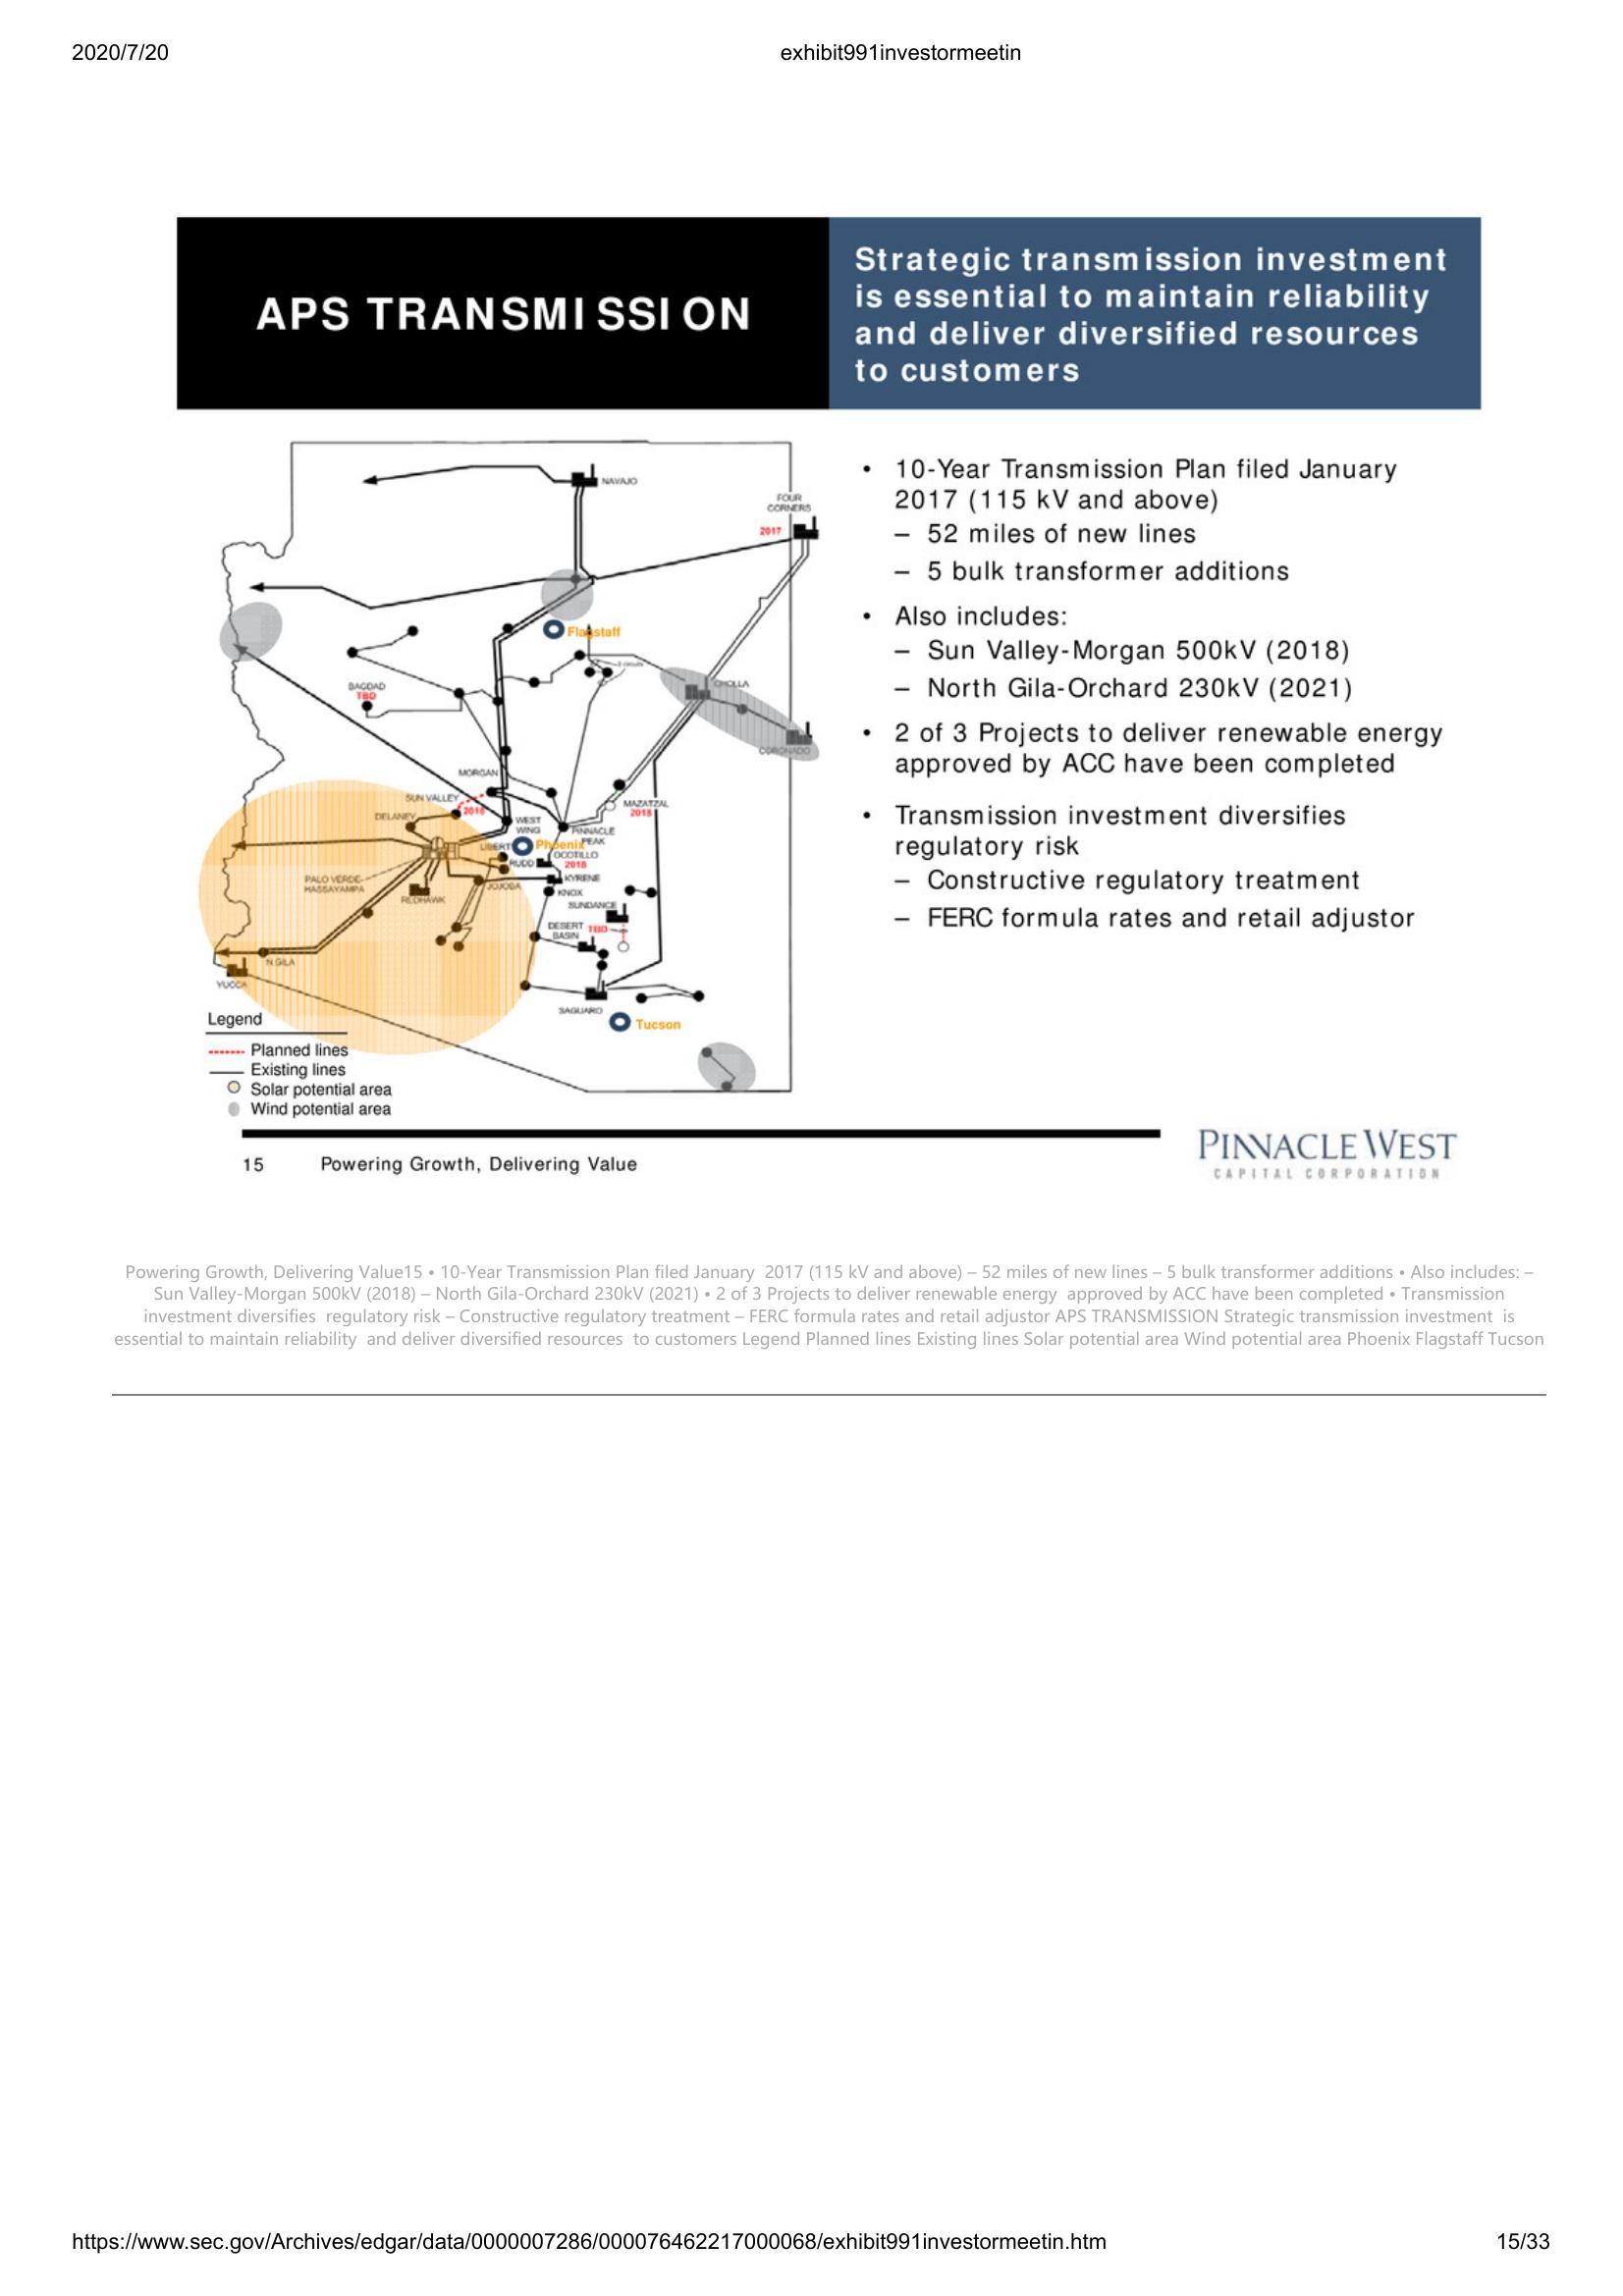 2020/7/20
exhibit991investormeetin
APS TRANSMISSION
Strategic transmission investment
is essential to maintain reliability
and deliver diversified resources
to customers
NAVAJO
FOUR
CORNERS
2017
Flagstaff
2 circuits
CHOLLA
BAGDAD
TBD
CORONADO
MORGAN
SUN VALLEY
2018
MAZATZAL
2018
DELANEY
WEST
WING
PINNACLE
PEAK
LIBERTY
Phoenix
OCOTILLO
2018
RUDD
PALO VERDE-
HASSAYAMPA
JOJOBA
KYRENE
REDHAWK
KNOX
SUNDANCE
DESERT
BASIN
TBD
N.GILA
YUCCA
SAGUARO
Tucson
Legend
Planned lines
Existing lines
Solar potential area
Wind potential area
• 10-Year Transmission Plan filed January
2017 (115 kV and above)
– 52 miles of new lines
– 5 bulk transformer additions
• Also includes:
– Sun Valley-Morgan 500kV (2018)
– North Gila-Orchard 230kV (2021)
• 2 of 3 Projects to deliver renewable energy
approved by ACC have been completed
• Transmission investment diversifies
regulatory risk
– Constructive regulatory treatment
– FERC formula rates and retail adjustor
15
Powering Growth, Delivering Value
PINNACLE WEST
CAPITAL CORPORATION
Powering Growth, Delivering Value15 • 10-Year Transmission Plan filed January 2017 (115 kV and above) – 52 miles of new lines – 5 bulk transformer additions • Also includes: –
Sun Valley-Morgan 500kV (2018) – North Gila-Orchard 230kV (2021) • 2 of 3 Projects to deliver renewable energy approved by ACC have been completed • Transmission
investment diversifies regulatory risk – Constructive regulatory treatment – FERC formula rates and retail adjustor APS TRANSMISSION Strategic transmission investment is
essential to maintain reliability and deliver diversified resources to customers Legend Planned lines Existing lines Solar potential area Wind potential area Phoenix Flagstaff Tucson
https://www.sec.gov/Archives/edgar/data/0000007286/000076462217000068/exhibit991investormeetin.htm
15/33